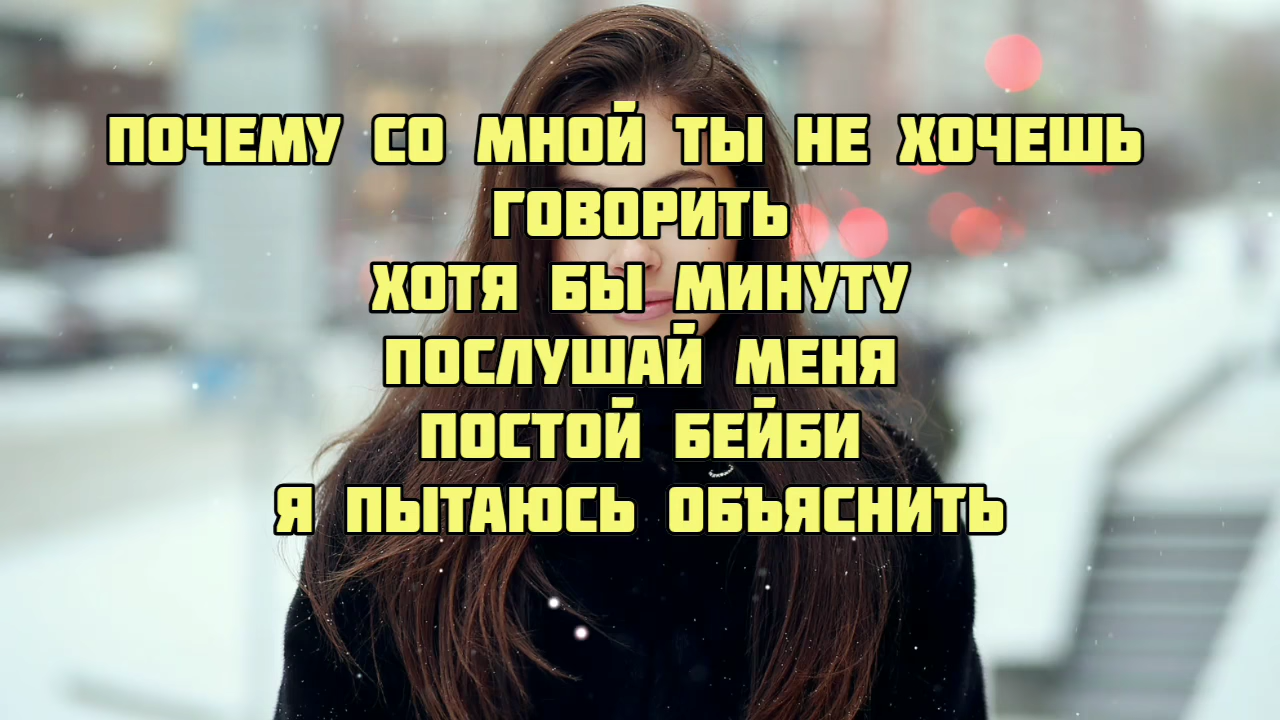 ПОЧЕМУ СО МНОЙ ТЫ НЕ ХОЧЕШЬ
ГОВОРИТЬ
ХОТЯ БЫ МИНУТУ
ПОСЛУШАЙ МЕНЯ
ПОСТОЙ БЕЙБИ
Я ПЫТАЮСЬ ОБЪЯСНИТЬ